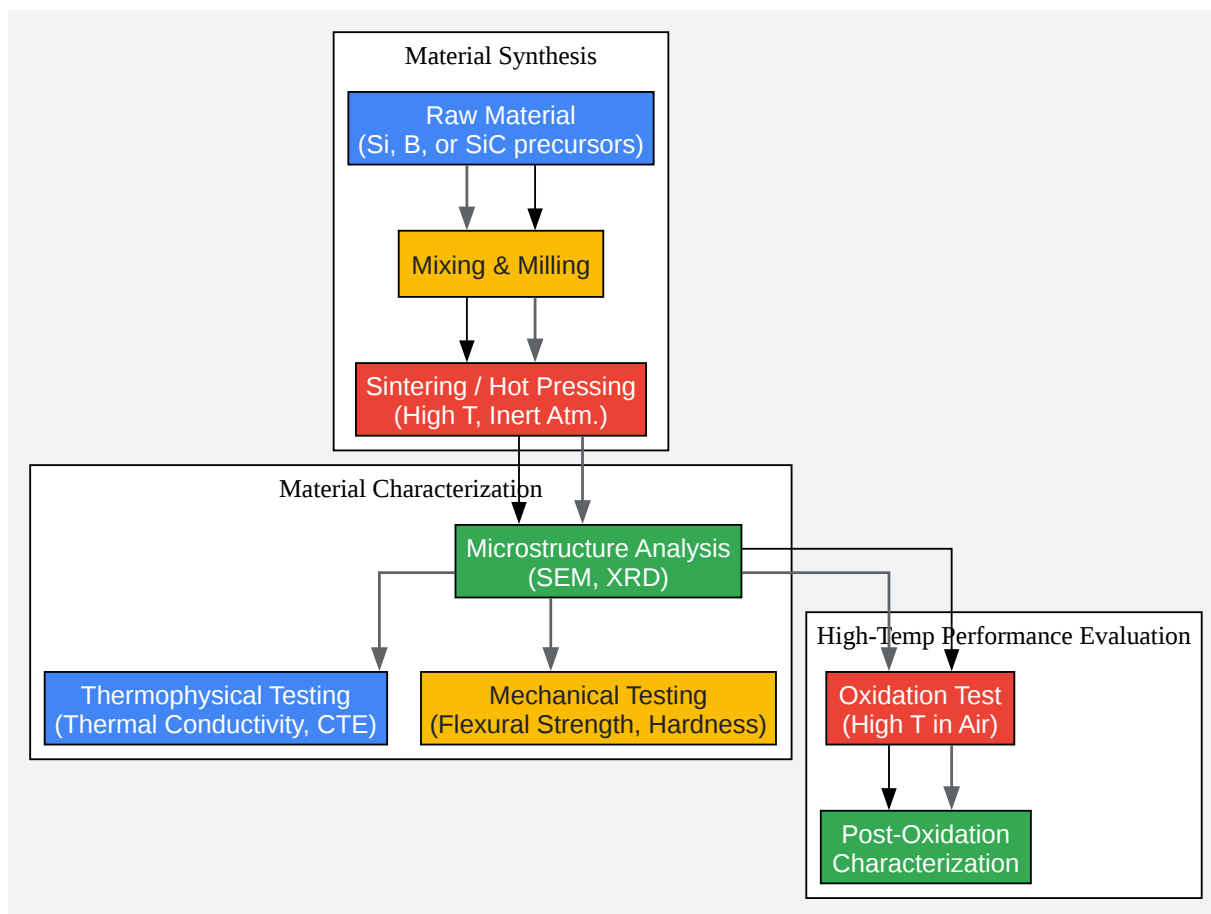 Material Synthesis
Raw Material
(Si, B, or SiC precursors)
Mixing & Milling
Sintering / Hot Pressing
(High T, Inert Atm.)
Material Characterization
Microstructure Analysis
(SEM, XRD)
Thermophysical Testing
(Thermal Conductivity, CTE)
Mechanical Testing
(Flexural Strength, Hardness)
High-Temp Performance Evaluation
Oxidation Test
(High T in Air)
Post-Oxidation
Characterization